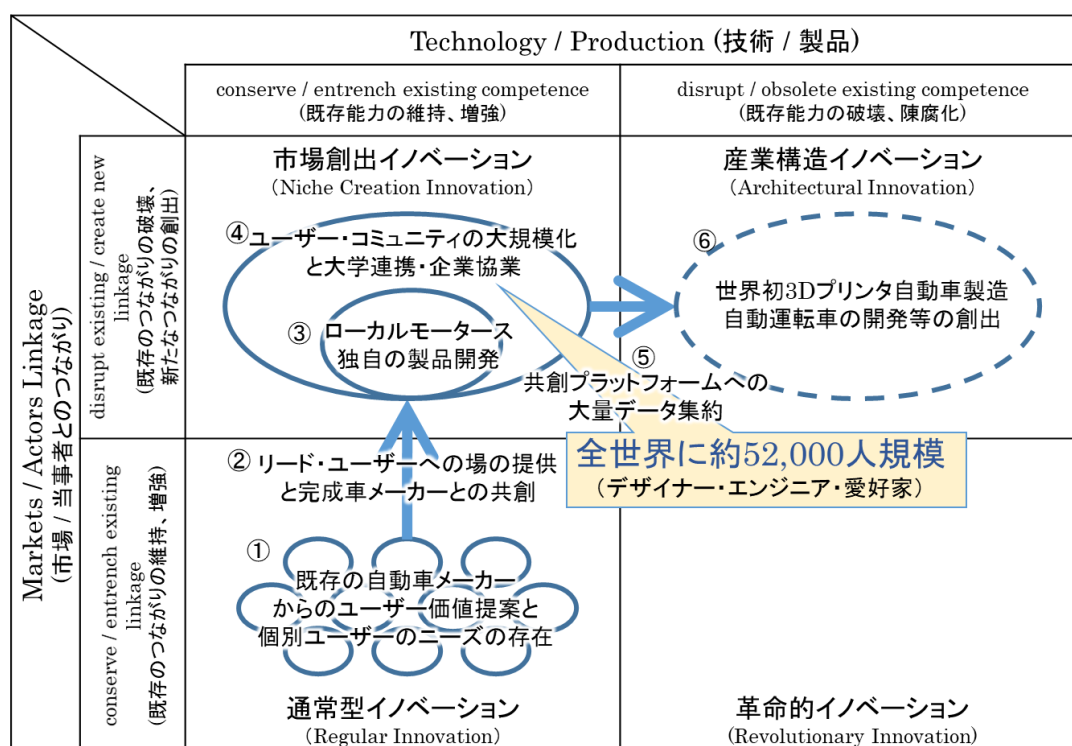 Technology / Production (技術 / 製品)
conserve / entrench existing competence
(既存能力の維持、増強)
disrupt / obsolete existing competence
(既存能力の破壊、陳腐化)
Markets / Actors Linkage
(市場 / 当事者とのつながり)
disrupt existing / create new
linkage
(既存のつながりの破壊、
新たなつながりの創出)
市場創出イノベーション
(Niche Creation Innovation)
④ユーザー・コミュニティの大規模化
と大学連携・企業協業
③ ローカルモータース
独自の製品開発
産業構造イノベーション
(Architectural Innovation)
⑥
世界初3Dプリンタ自動車製造
自動運転車の開発等の創出
⑤
共創プラットフォームへの
大量データ集約
全世界に約52,000人規模
(デザイナー・エンジニア・愛好家)
conserve / entrench existing
linkage
(既存のつながりの維持、増強)
② リード・ユーザーへの場の提供
と完成車メーカーとの共創
①
既存の自動車メーカー
からのユーザー価値提案と
個別ユーザーのニーズの存在
通常型イノベーション
(Regular Innovation)
革命的イノベーション
(Revolutionary Innovation)